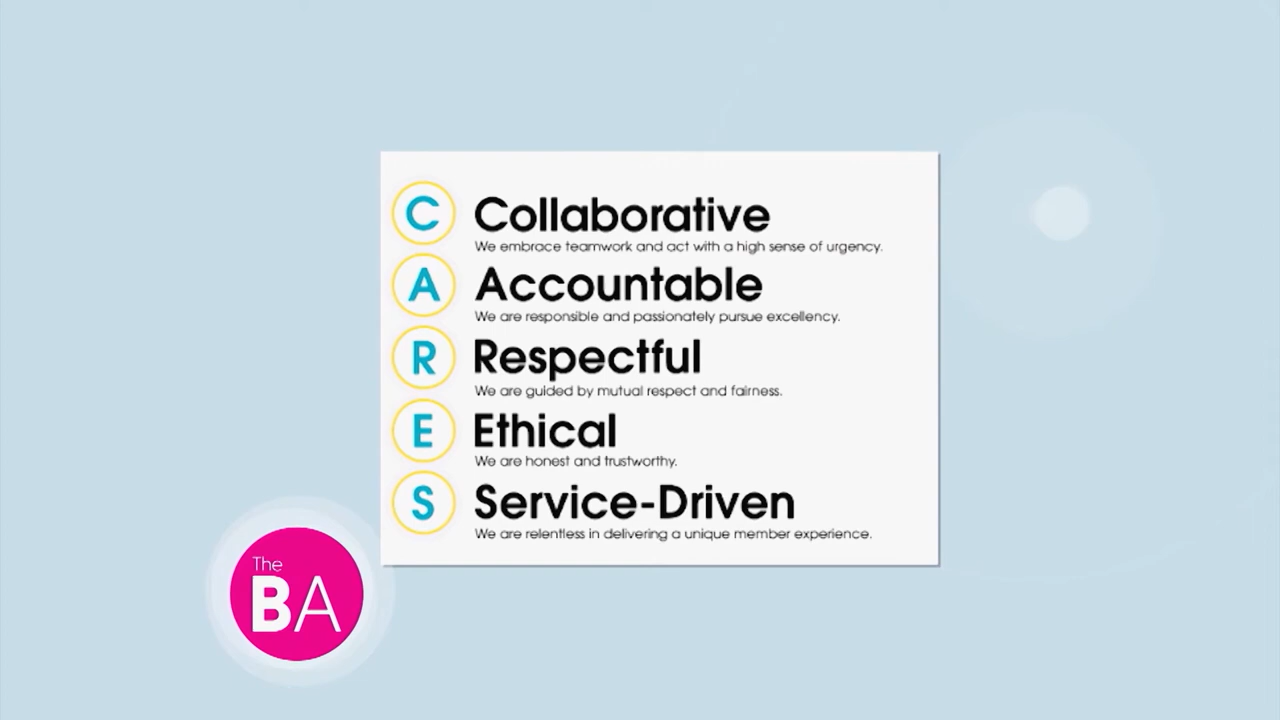 C Collaborative
We embrace teamwork and act with a high sense of urgency.
A Accountable
We are responsible and passionately pursue excellency.
R Respectful
We are guided by mutual respect and fairness.
E Ethical
We are honest and trustworthy.
S Service-Driven
We are relentless in delivering a unique member experience.
The
BA